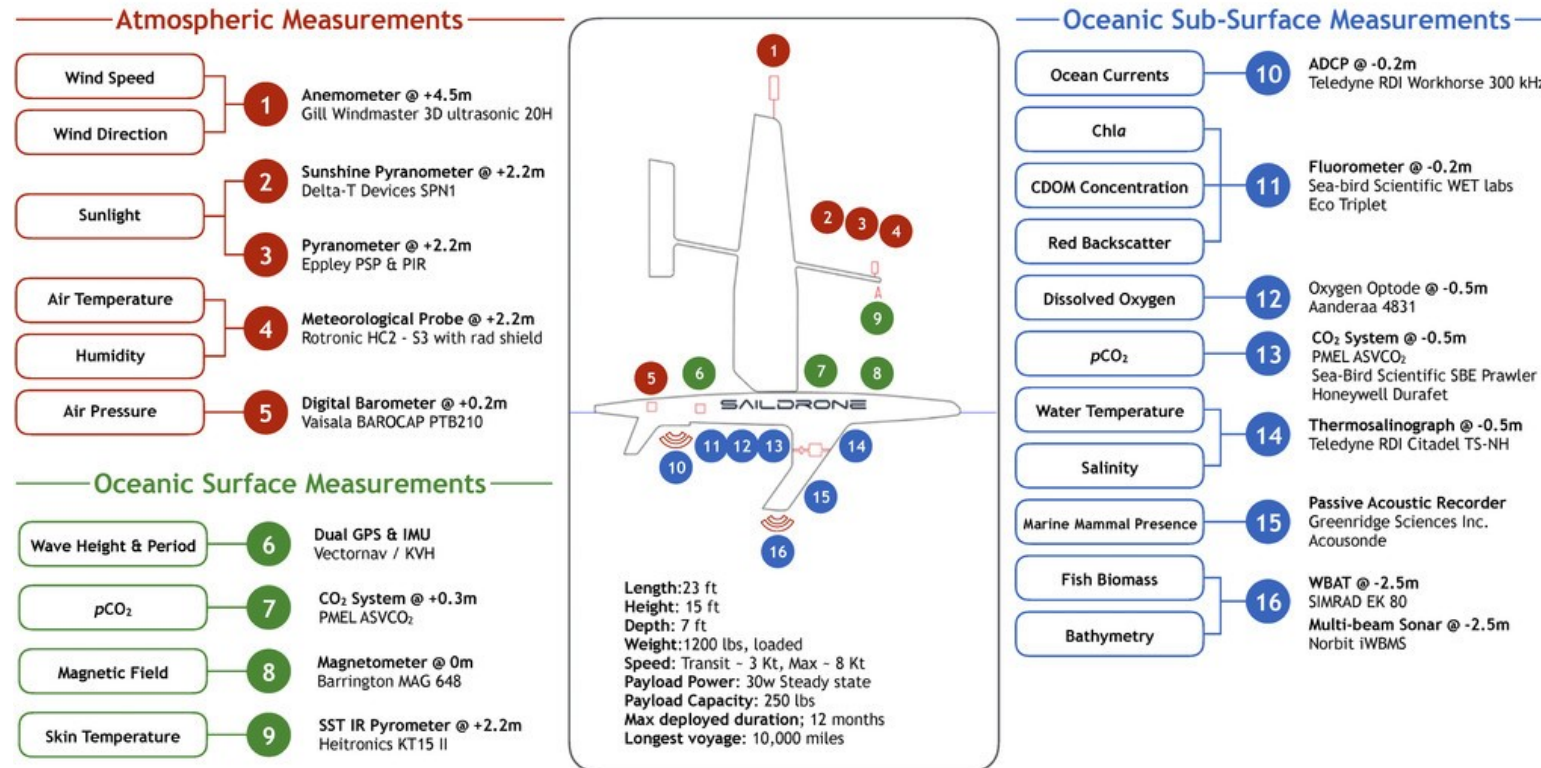 Atmospheric Measurements
Wind Speed
Wind Direction
1
Anemometer @ +4.5m
Gill Windmaster 3D ultrasonic 20H
Sunlight
2
Sunshine Pyranometer @ +2.2m
Delta-T Devices SPN1
3
Pyranometer @ +2.2m
Eppley PSP & PIR
Air Temperature
Humidity
4
Meteorological Probe @ +2.2m
Rotronic HC2 - S3 with rad shield
Air Pressure
5
Digital Barometer @ +0.2m
Vaisala BAROCAP PTB210
Oceanic Surface Measurements
Wave Height & Period
6
Dual GPS & IMU
Vectornav / KVH
pCO₂
7
CO₂ System @ +0.3m
PMEL ASVCO₂
Magnetic Field
8
Magnetometer @ 0m
Barrington MAG 648
Skin Temperature
9
SST IR Pyrometer @ +2.2m
Heitronics KT15 II
1
2 3 4
9
5 6 7 8
SAILDRONE
10 11 12 13 14
15
16
Length:23 ft
Height: 15 ft
Depth: 7 ft
Weight:1200 lbs, loaded
Speed: Transit ~ 3 Kt, Max ~ 8 Kt
Payload Power: 30w Steady state
Payload Capacity: 250 lbs
Max deployed duration; 12 months
Longest voyage: 10,000 miles
Oceanic Sub-Surface Measurements
Ocean Currents
10
ADCP @ -0.2m
Teledyne RDI Workhorse 300 kHz
Chla
CDOM Concentration
Red Backscatter
11
Fluorometer @ -0.2m
Sea-bird Scientific WET labs
Eco Triplet
Dissolved Oxygen
12
Oxygen Optode @ -0.5m
Aanderaa 4831
pCO₂
13
CO₂ System @ -0.5m
PMEL ASVCO₂
Sea-Bird Scientific SBE Prawler
Honeywell Durafet
Water Temperature
Salinity
14
Thermosalinograph @ -0.5m
Teledyne RDI Citadel TS-NH
Marine Mammal Presence
15
Passive Acoustic Recorder
Greenridge Sciences Inc.
Acousonde
Fish Biomass
Bathymetry
16
WBAT @ -2.5m
SIMRAD EK 80
Multi-beam Sonar @ -2.5m
Norbit iWBMS